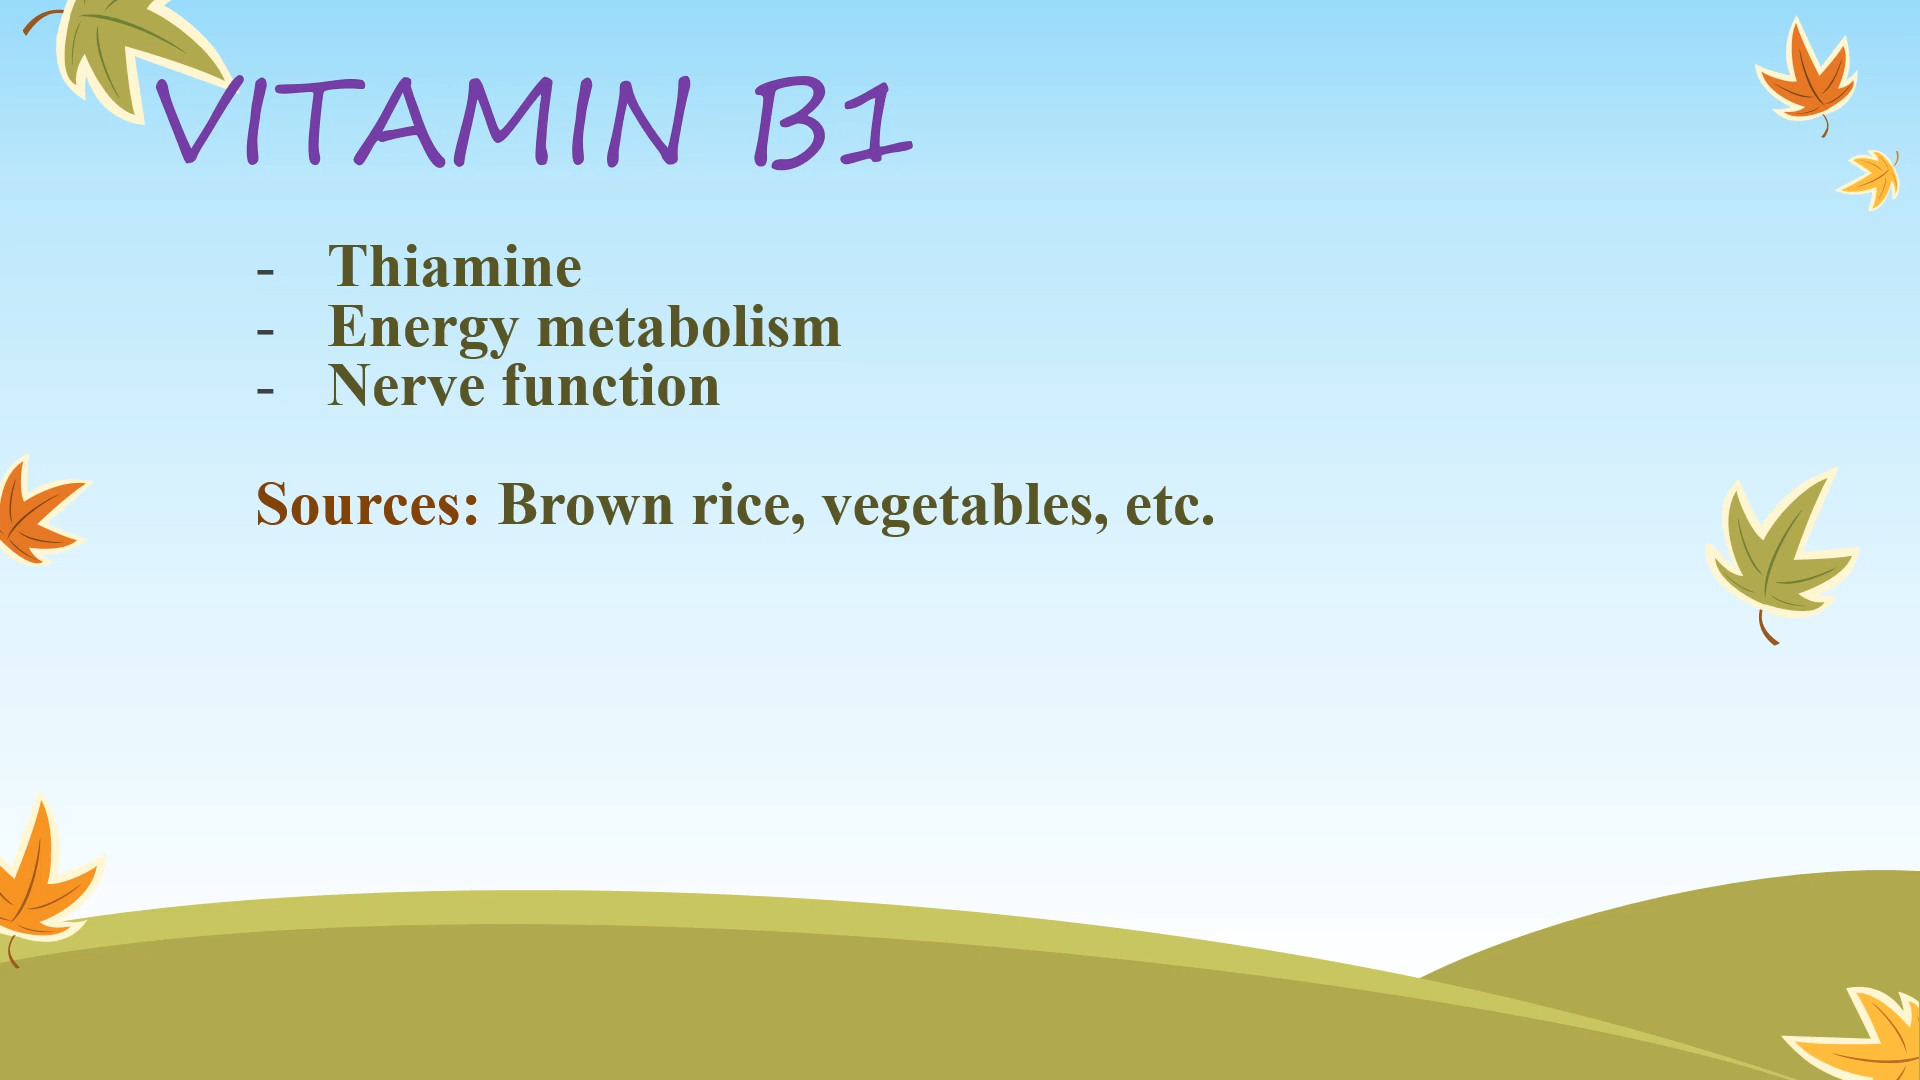 VITAMIN B1
- Thiamine
- Energy metabolism
- Nerve function
Sources: Brown rice, vegetables, etc.